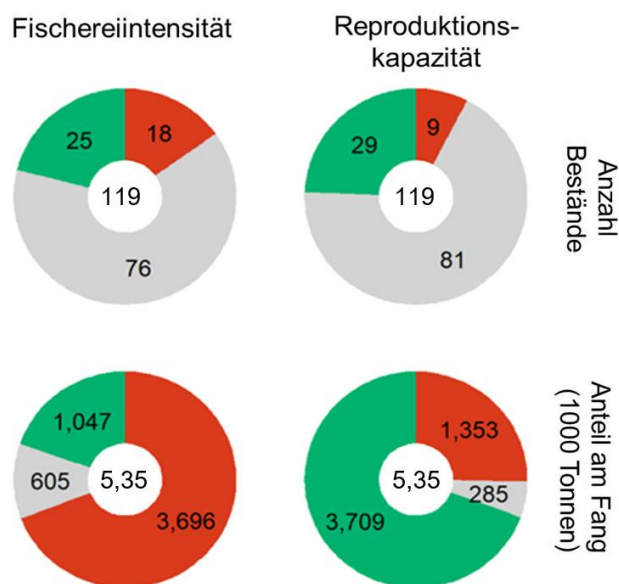 Fischereiintensität
Reproduktions-
kapazität
25
18
119
76
29
9
119
81
Anzahl
Bestände
1,047
605
5,35
3,696
1,353
5,35
285
3,709
Anteil am Fang
(1000 Tonnen)